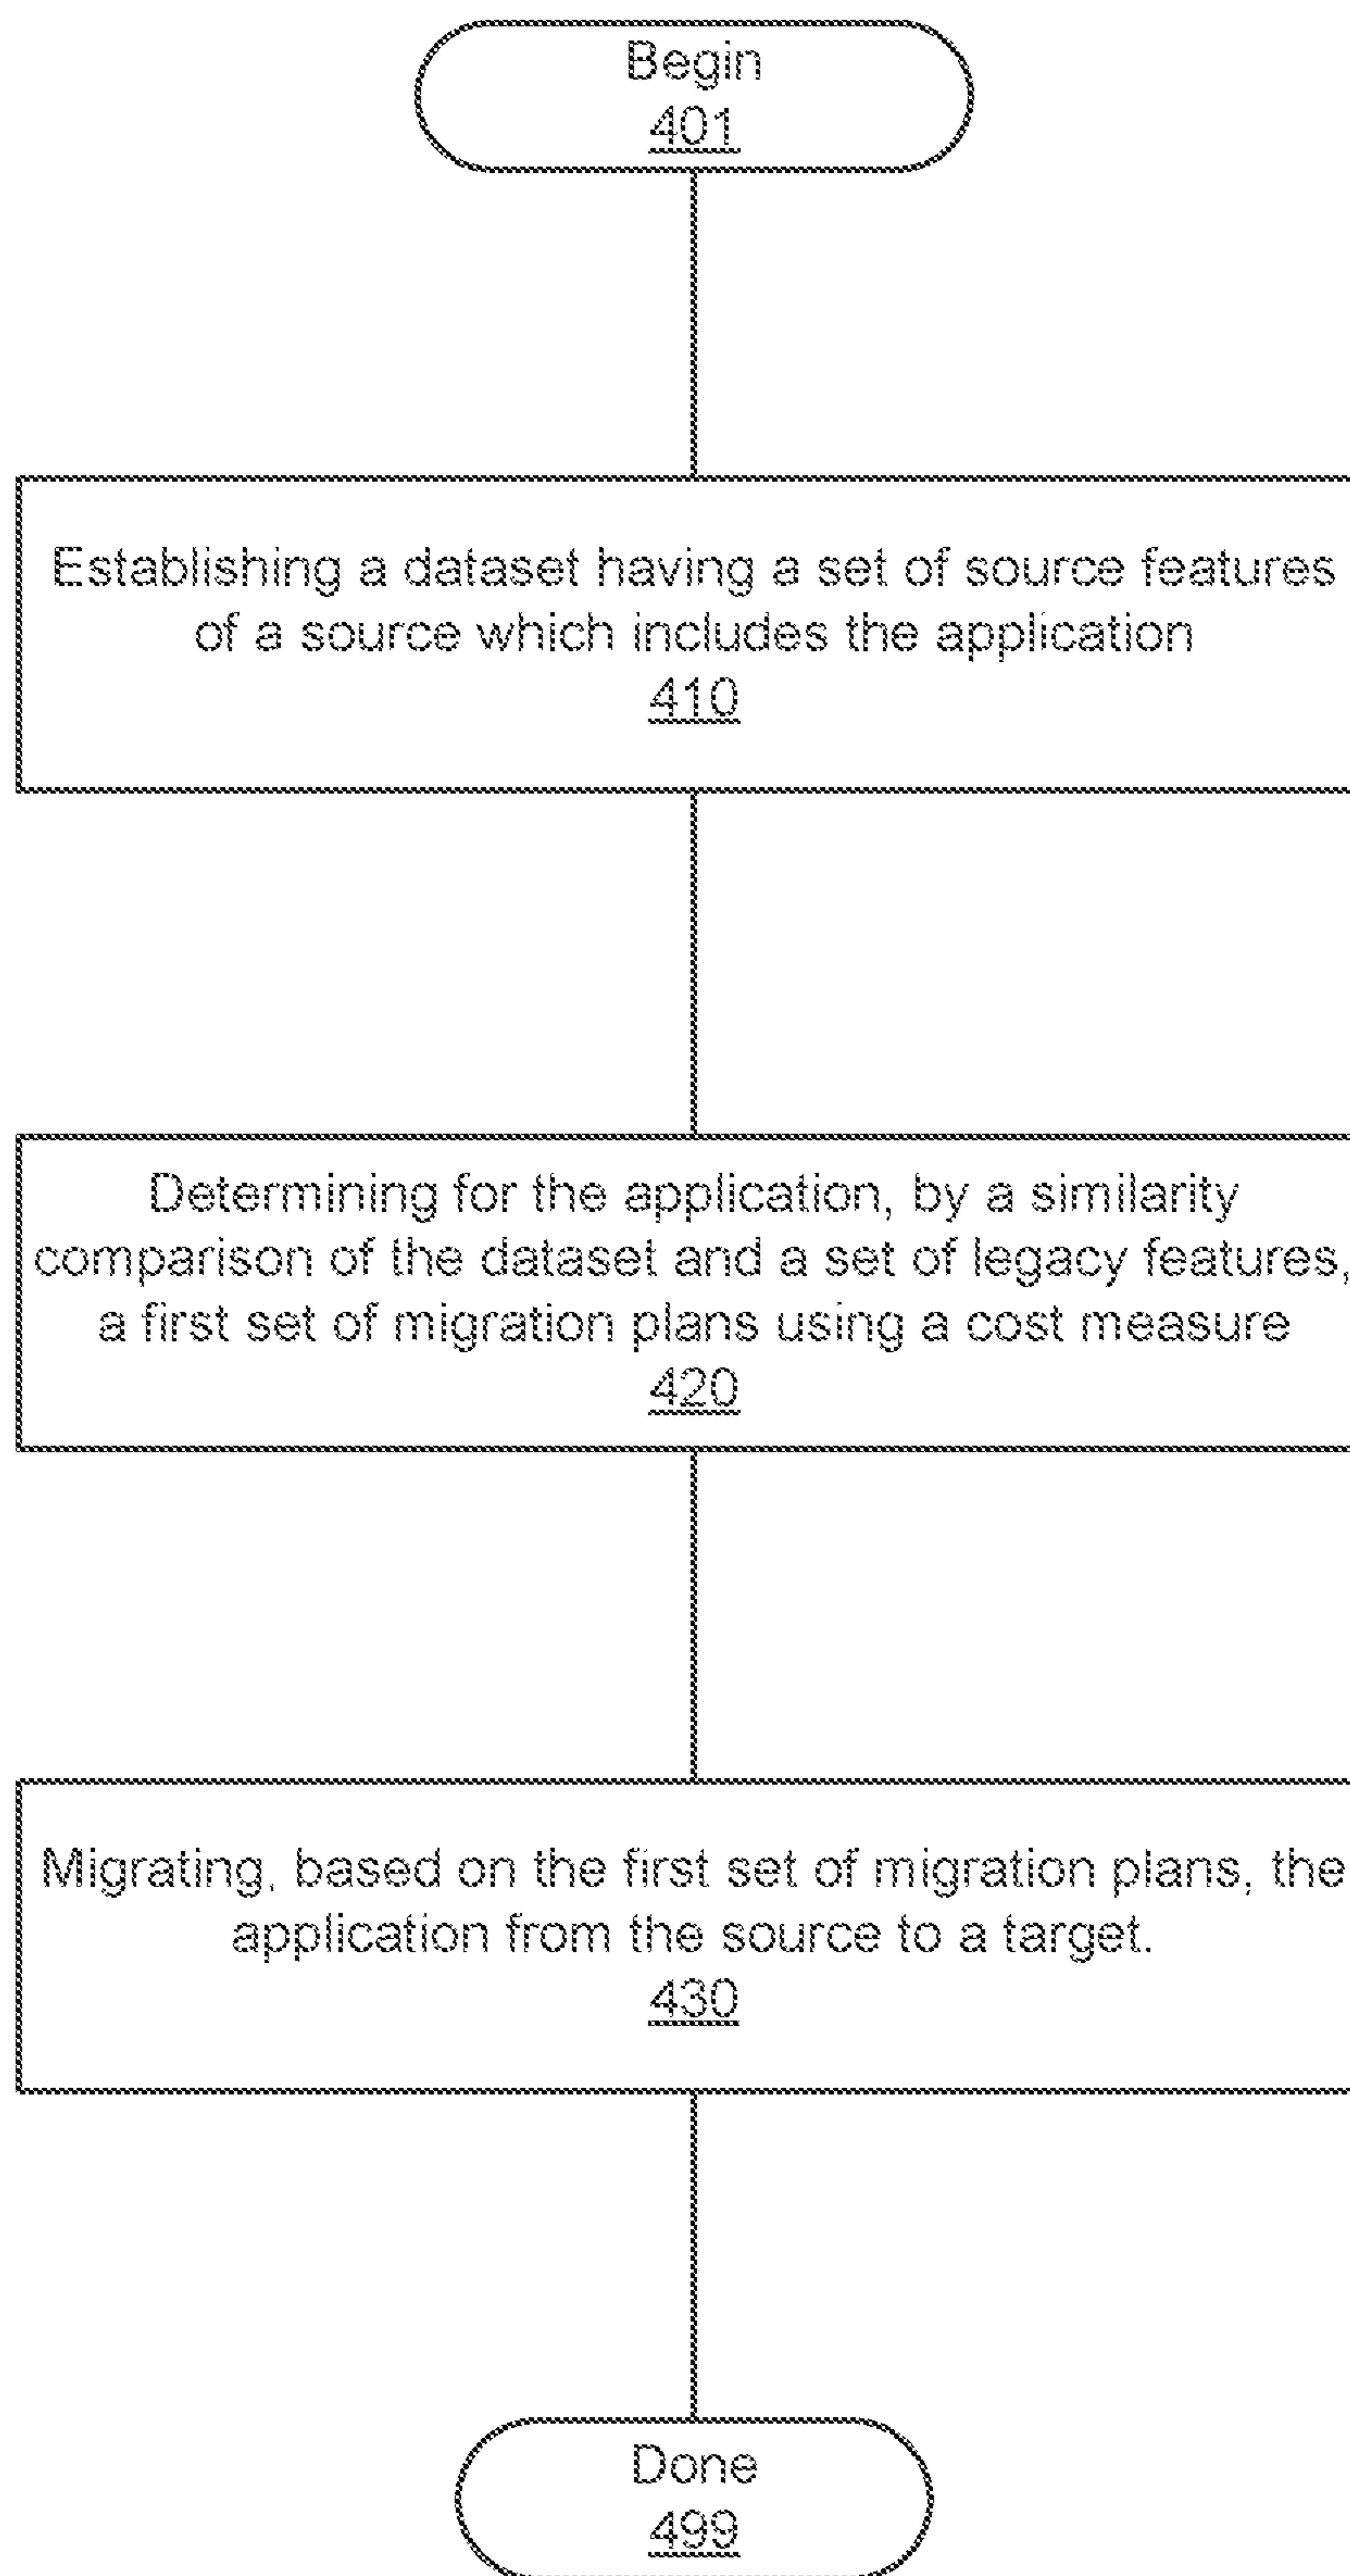 Begin
401
Establishing a dataset having a set of source features
of a source which includes the application
410
Determining for the application, by a similarity
comparison of the dataset and a set of legacy features,
a first set of migration plans using a cost measure
420
Migrating, based on the first set of migration plans, the
application from the source to a target.
430
Done
499